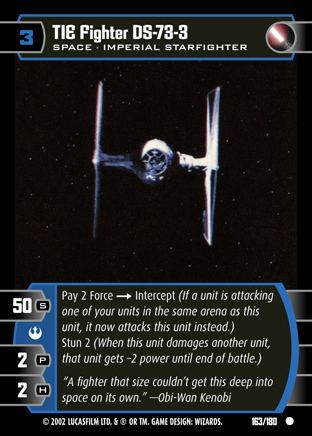 3
TIE Fighter DS-73-3
SPACE · IMPERIAL STARFIGHTER
50 S
2 P
2 H
Pay 2 Force → Intercept (If a unit is attacking
one of your units in the same arena as this
unit, it now attacks this unit instead.)
Stun 2 (When this unit damages another unit,
that unit gets –2 power until end of battle.)
“A fighter that size couldn’t get this deep into
space on its own.” —Obi-Wan Kenobi
© 2002 LUCASFILM LTD. & ® OR TM. GAME DESIGN: WIZARDS. 163/180